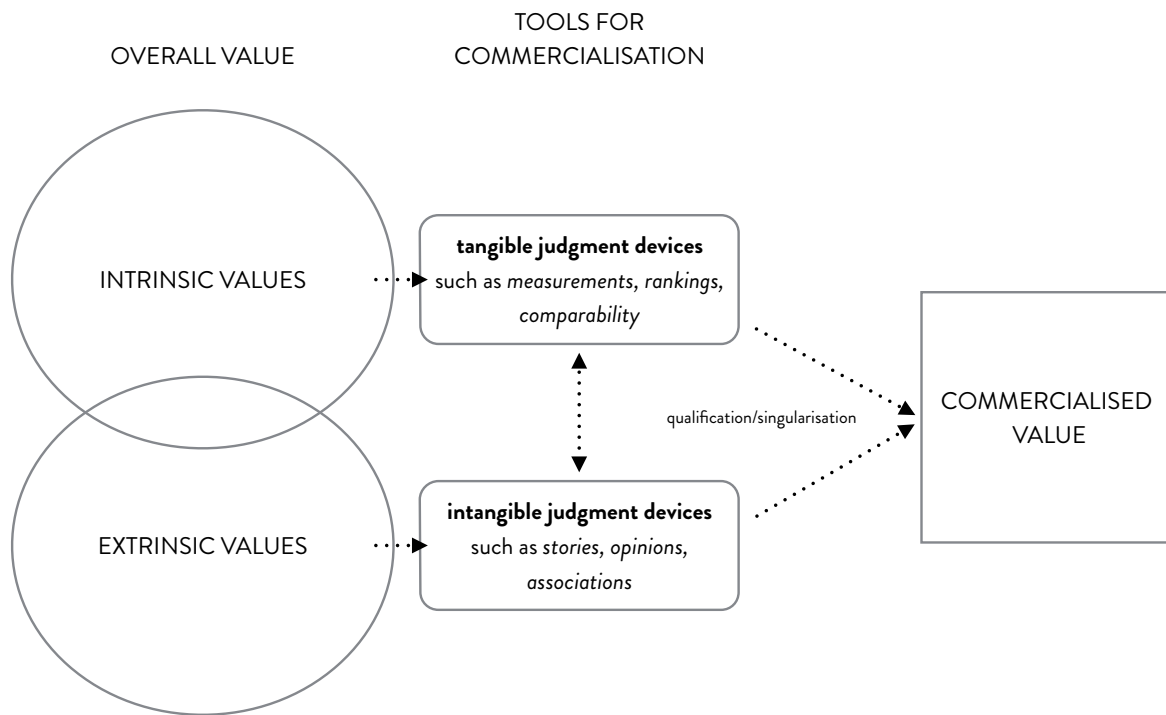 OVERALL VALUE
TOOLS FOR
COMMERCIALISATION
INTRINSIC VALUES
tangible judgment devices
such as measurements, rankings,
comparability
qualification/singularisation
COMMERCIALISED
VALUE
EXTRINSIC VALUES
intangible judgment devices
such as stories, opinions,
associations